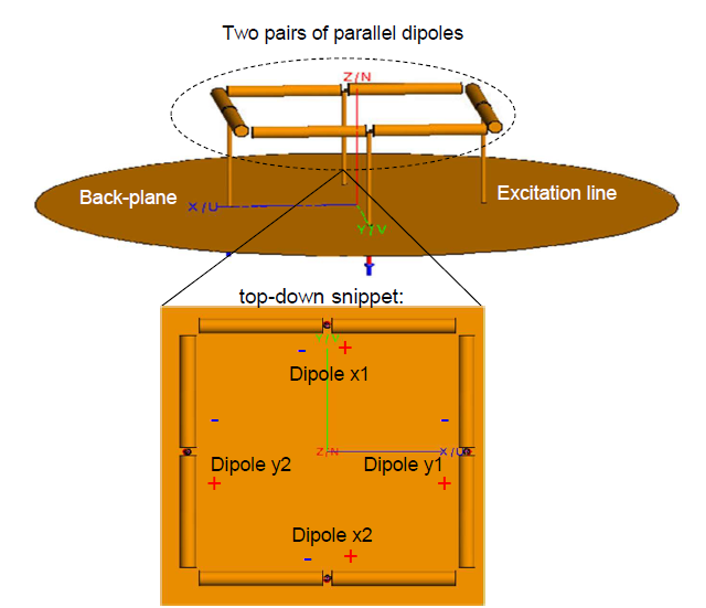 Two pairs of parallel dipoles
Z/N
Back-plane
X/U
Excitation line
Y/V
top-down snippet:
- +
Dipole x1
- -
Z/N
Dipole y2 Dipole y1
+ +
Dipole x2
- +